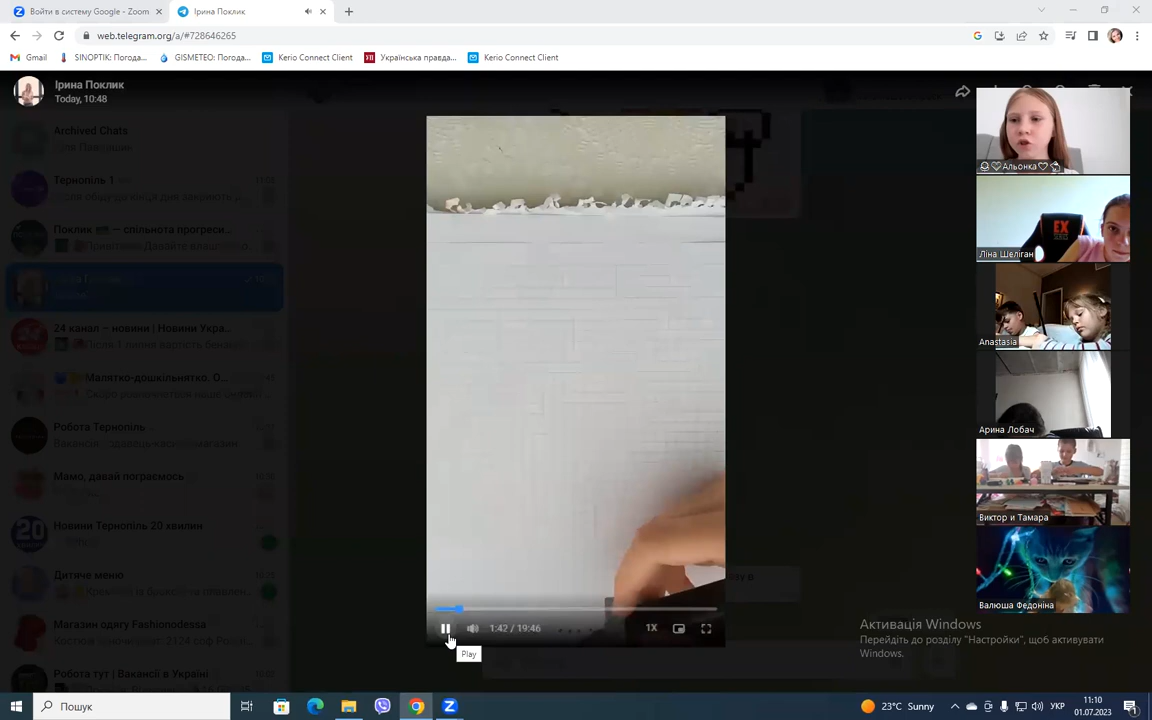 Войти в систему Google - Zoom
Ірина Поклик
web.telegram.org/a/#728646265
Gmail
SINOPTIK: Погода...
GISMETEO: Погода...
Kerio Connect Client
Українська правда...
Kerio Connect Client
Ірина Поклик
Today, 10:48
Archived Chats
Тернопіль 1
Поклик
— спільнота прогреси...
24 канал – новини | Новини Укра...
Малятко-дошкільнятко. О...
Робота Тернопіль
Мамо, давай пограємось
Новини Тернопіль 20 хвилин
20
Дитяче меню
Магазин одягу Fashionodessa
Робота тут | Вакансії в Україні
1:42 / 19:46
1X
Play
Альонка
EX
Ліна Шеліган
Anastasia
Арина Лобач
Виктор и Тамара
Валюша Федоніна
Активація Windows
Перейдіть до розділу "Настройки", щоб активувати
Windows.
Пошук
23°C Sunny
УКР
11:10
01.07.2023